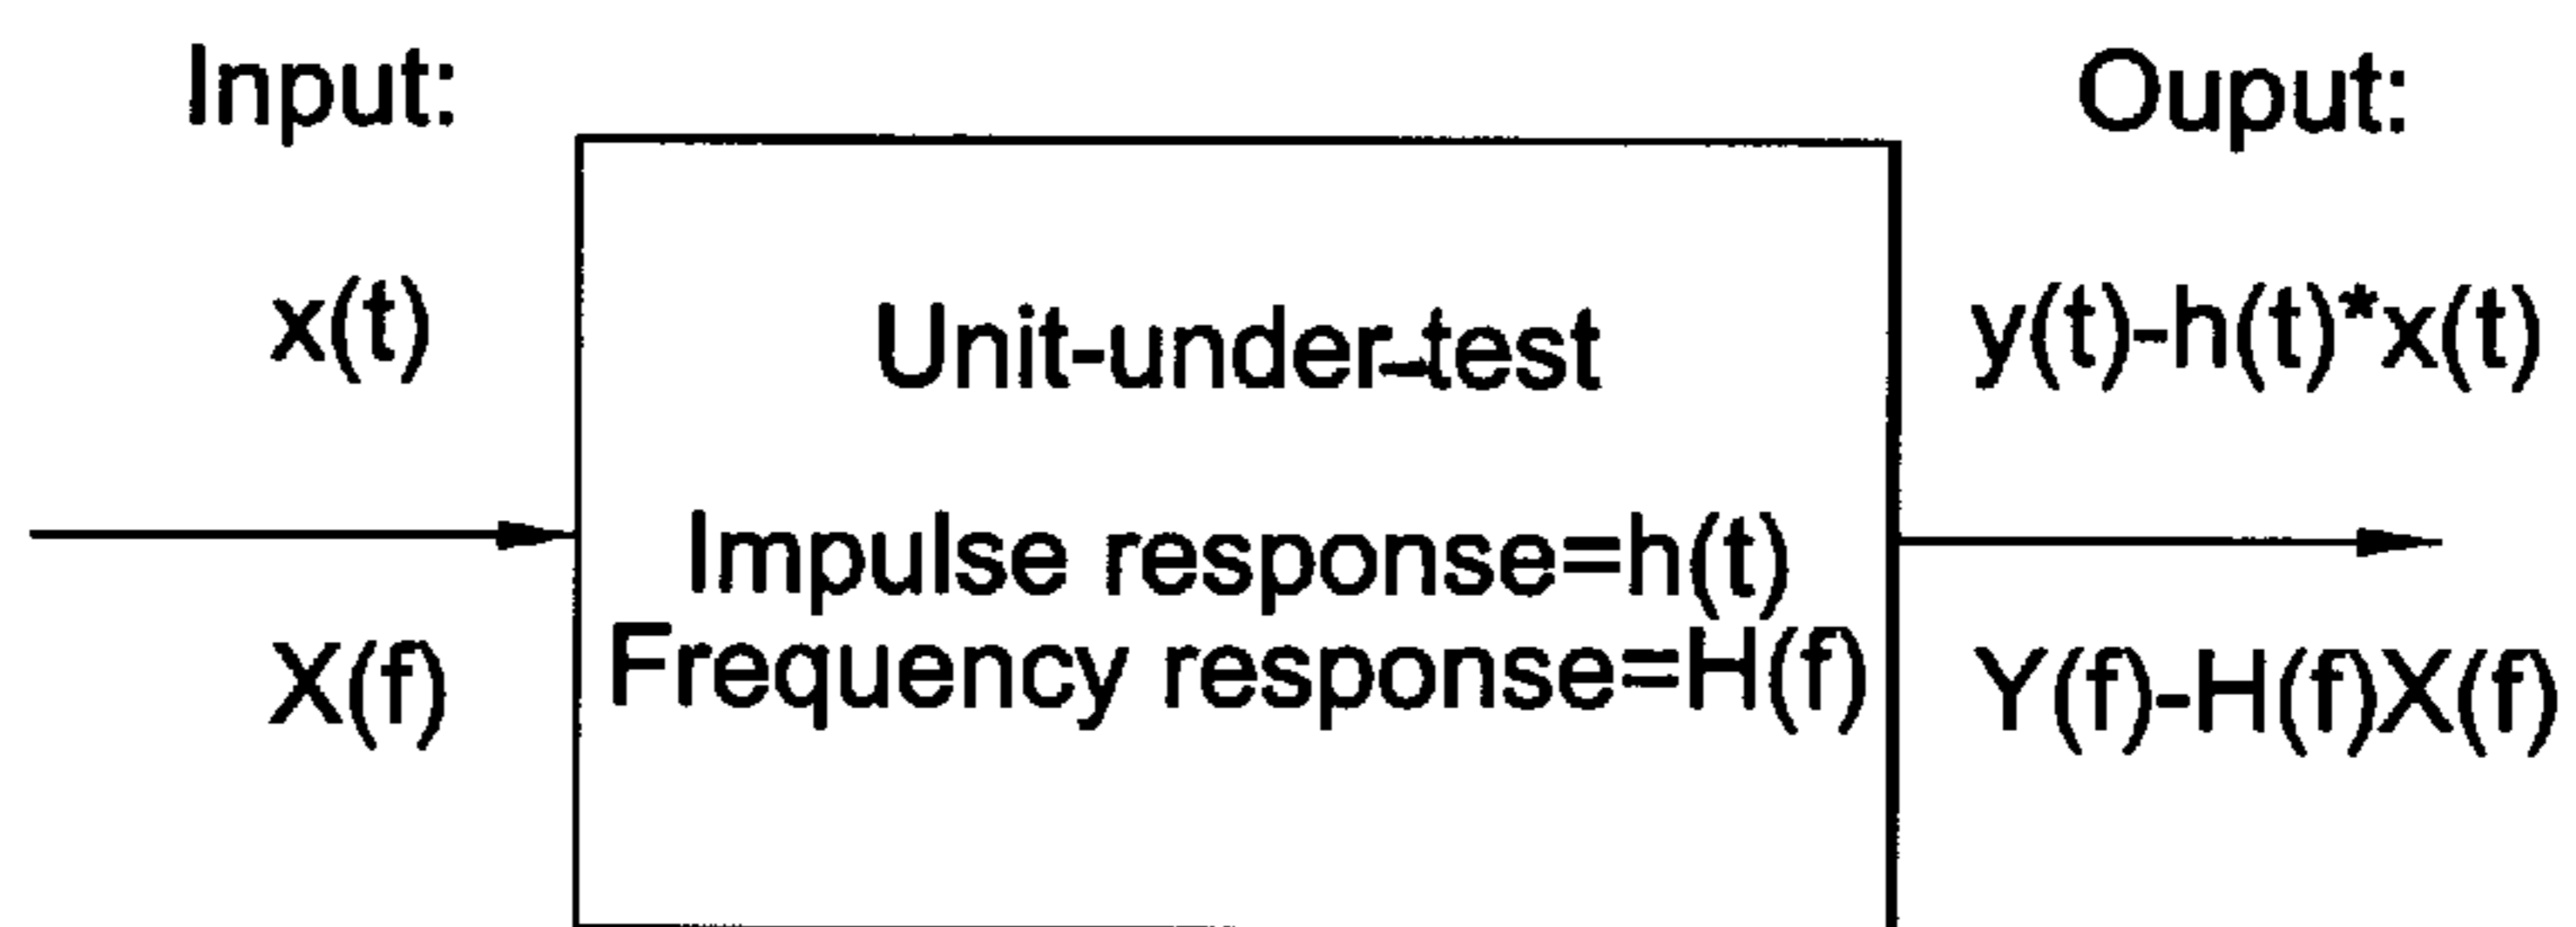 Input:
x(t)
X(f)
Unit-under-test
Impulse response=h(t)
Frequency response=H(f)
Ouput:
y(t)-h(t)*x(t)
Y(f)-H(f)X(f)